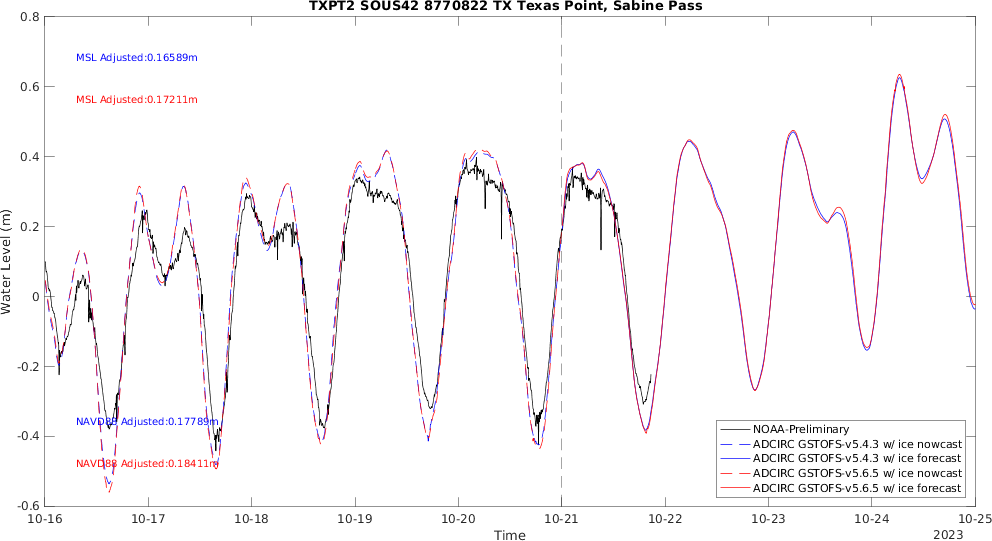 TXPT2 SOUS42 8770822 TX Texas Point, Sabine Pass
0.8
0.6
0.4
0.2
0
-0.2
-0.4
-0.6
Water Level (m)
MSL Adjusted:0.16589m
MSL Adjusted:0.17211m
NAVD88 Adjusted:0.17789m
NAVD88 Adjusted:0.18411m
NOAA-Preliminary
ADCIRC GSTOFS-v5.4.3 w/ ice nowcast
ADCIRC GSTOFS-v5.4.3 w/ ice forecast
ADCIRC GSTOFS-v5.6.5 w/ ice nowcast
ADCIRC GSTOFS-v5.6.5 w/ ice forecast
10-16 10-17 10-18 10-19 10-20 10-21 10-22 10-23 10-24 10-25
Time
2023